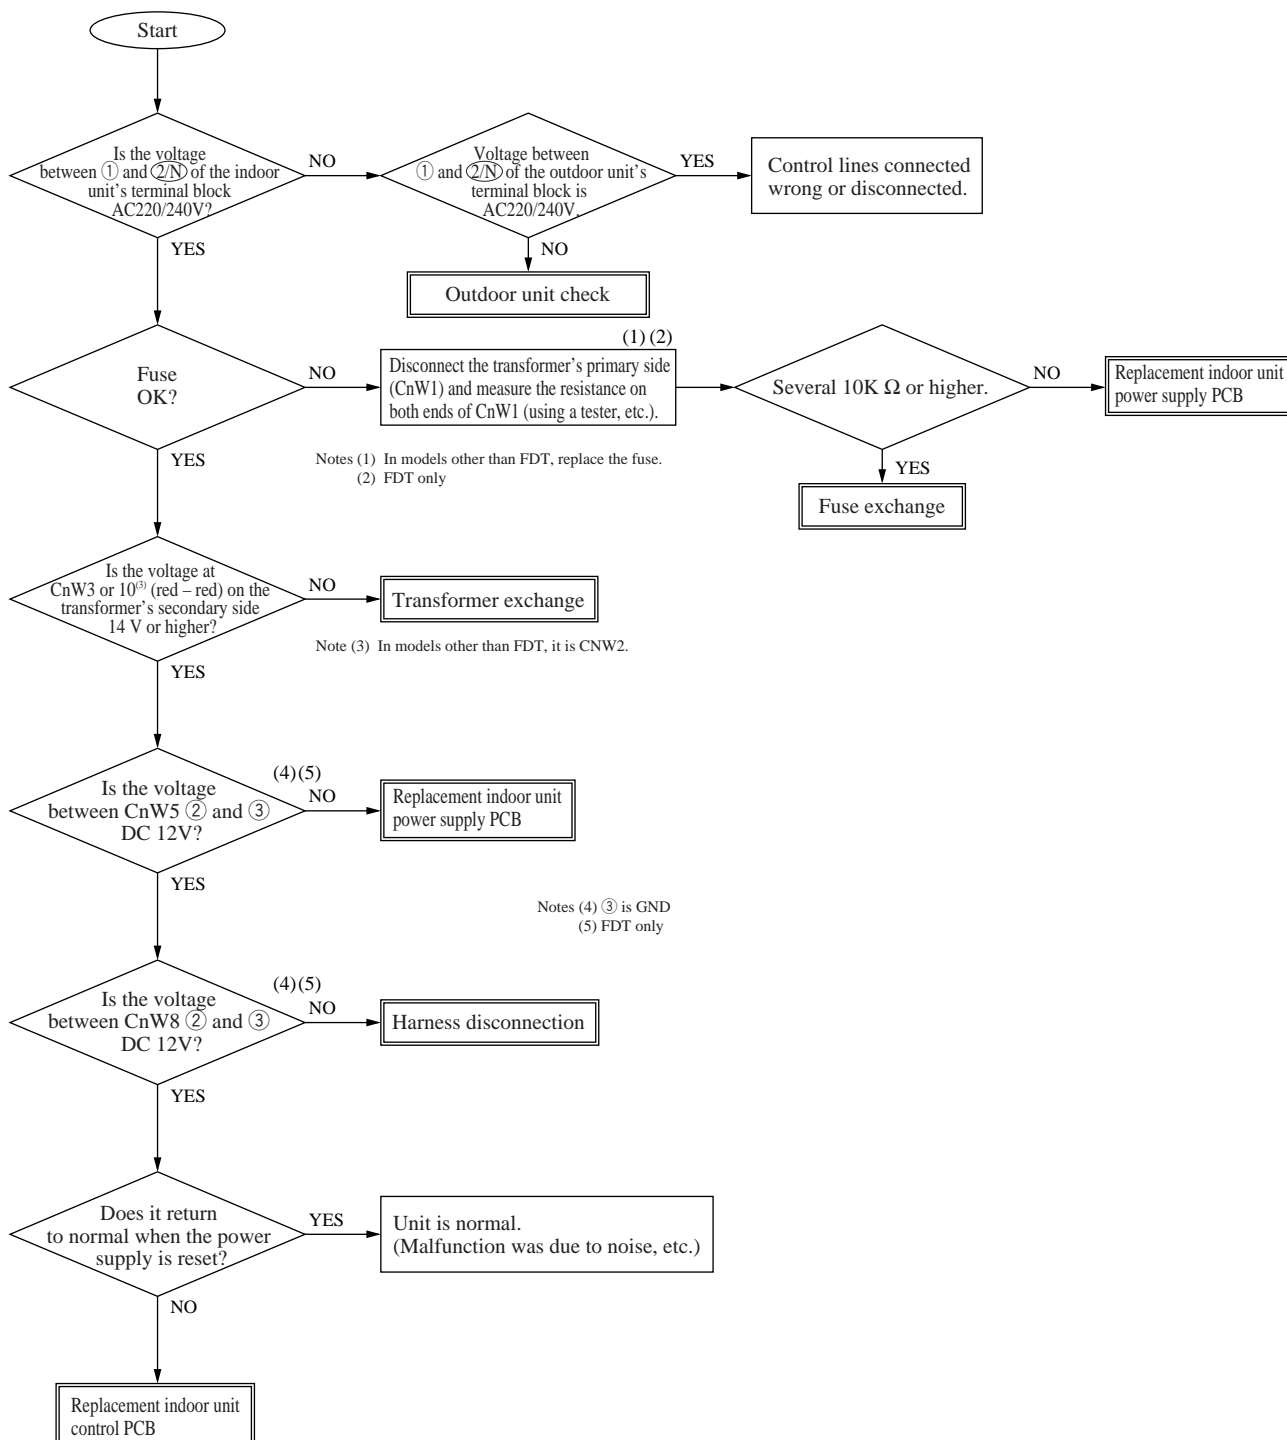 Start
Is the voltage
between ① and 2/N of the indoor
unit's terminal block
AC220/240V?
NO
Voltage between
① and 2/N of the outdoor unit's
terminal block is
AC220/240V.
YES
Control lines connected
wrong or disconnected.
YES
NO
Outdoor unit check
Fuse
OK?
NO
(1) (2)
Disconnect the transformer's primary side
(CnW1) and measure the resistance on
both ends of CnW1 (using a tester, etc.).
Several 10K Ω or higher.
NO
Replacement indoor unit
power supply PCB
YES
Notes (1) In models other than FDT, replace the fuse.
(2) FDT only
YES
Fuse exchange
Is the voltage at
CnW3 or 10(3) (red – red) on the
transformer's secondary side
14 V or higher?
NO
Transformer exchange
Note (3) In models other than FDT, it is CNW2.
YES
Is the voltage
between CnW5 ② and ③
DC 12V?
(4)(5)
NO
Replacement indoor unit
power supply PCB
YES
Notes (4) ③ is GND
(5) FDT only
Is the voltage
between CnW8 ② and ③
DC 12V?
(4)(5)
NO
Harness disconnection
YES
Does it return
to normal when the power
supply is reset?
YES
Unit is normal.
(Malfunction was due to noise, etc.)
NO
Replacement indoor unit
control PCB